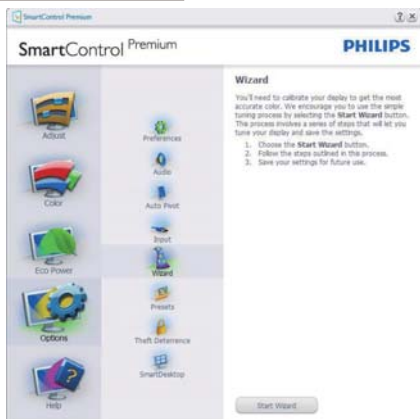 SmartControl Premium
? X
SmartControl Premium
PHILIPS
Adjust
Color
Eco Power
Options
Help
Preferences
Audio
Auto Pivot
Input
Wizard
Presets
Theft Deterrence
SmartDesktop
Wizard
You'll need to calibrate your display to get the most
accurate color. We encourage you to use the simple
tuning process by selecting the Start Wizard button.
The process involves a series of steps that will let you
tune your display and save the settings.
1. Choose the Start Wizard button.
2. Follow the steps outlined in the process.
3. Save your settings for future use.
Start Wizard